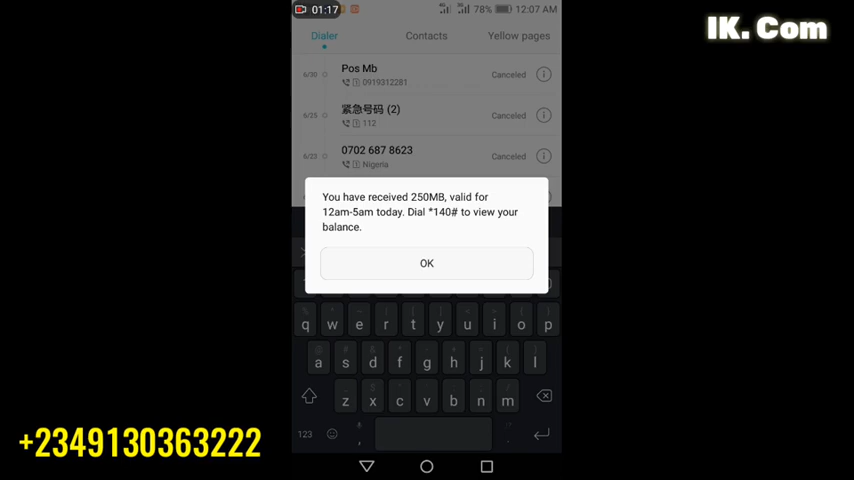 01:17
78%
12:07 AM
IK. Com
Dialer
Contacts
Yellow pages
6/30
Pos Mb
0919312281
Canceled
6/25
紧急号码 (2)
112
Canceled
6/23
0702 687 8623
Nigeria
Canceled
You have received 250MB, valid for
12am-5am today. Dial *140# to view your
balance.
OK
q w e r t y u i o p
a s d f g h j k l
z x c v b n m
123
+2349130363222